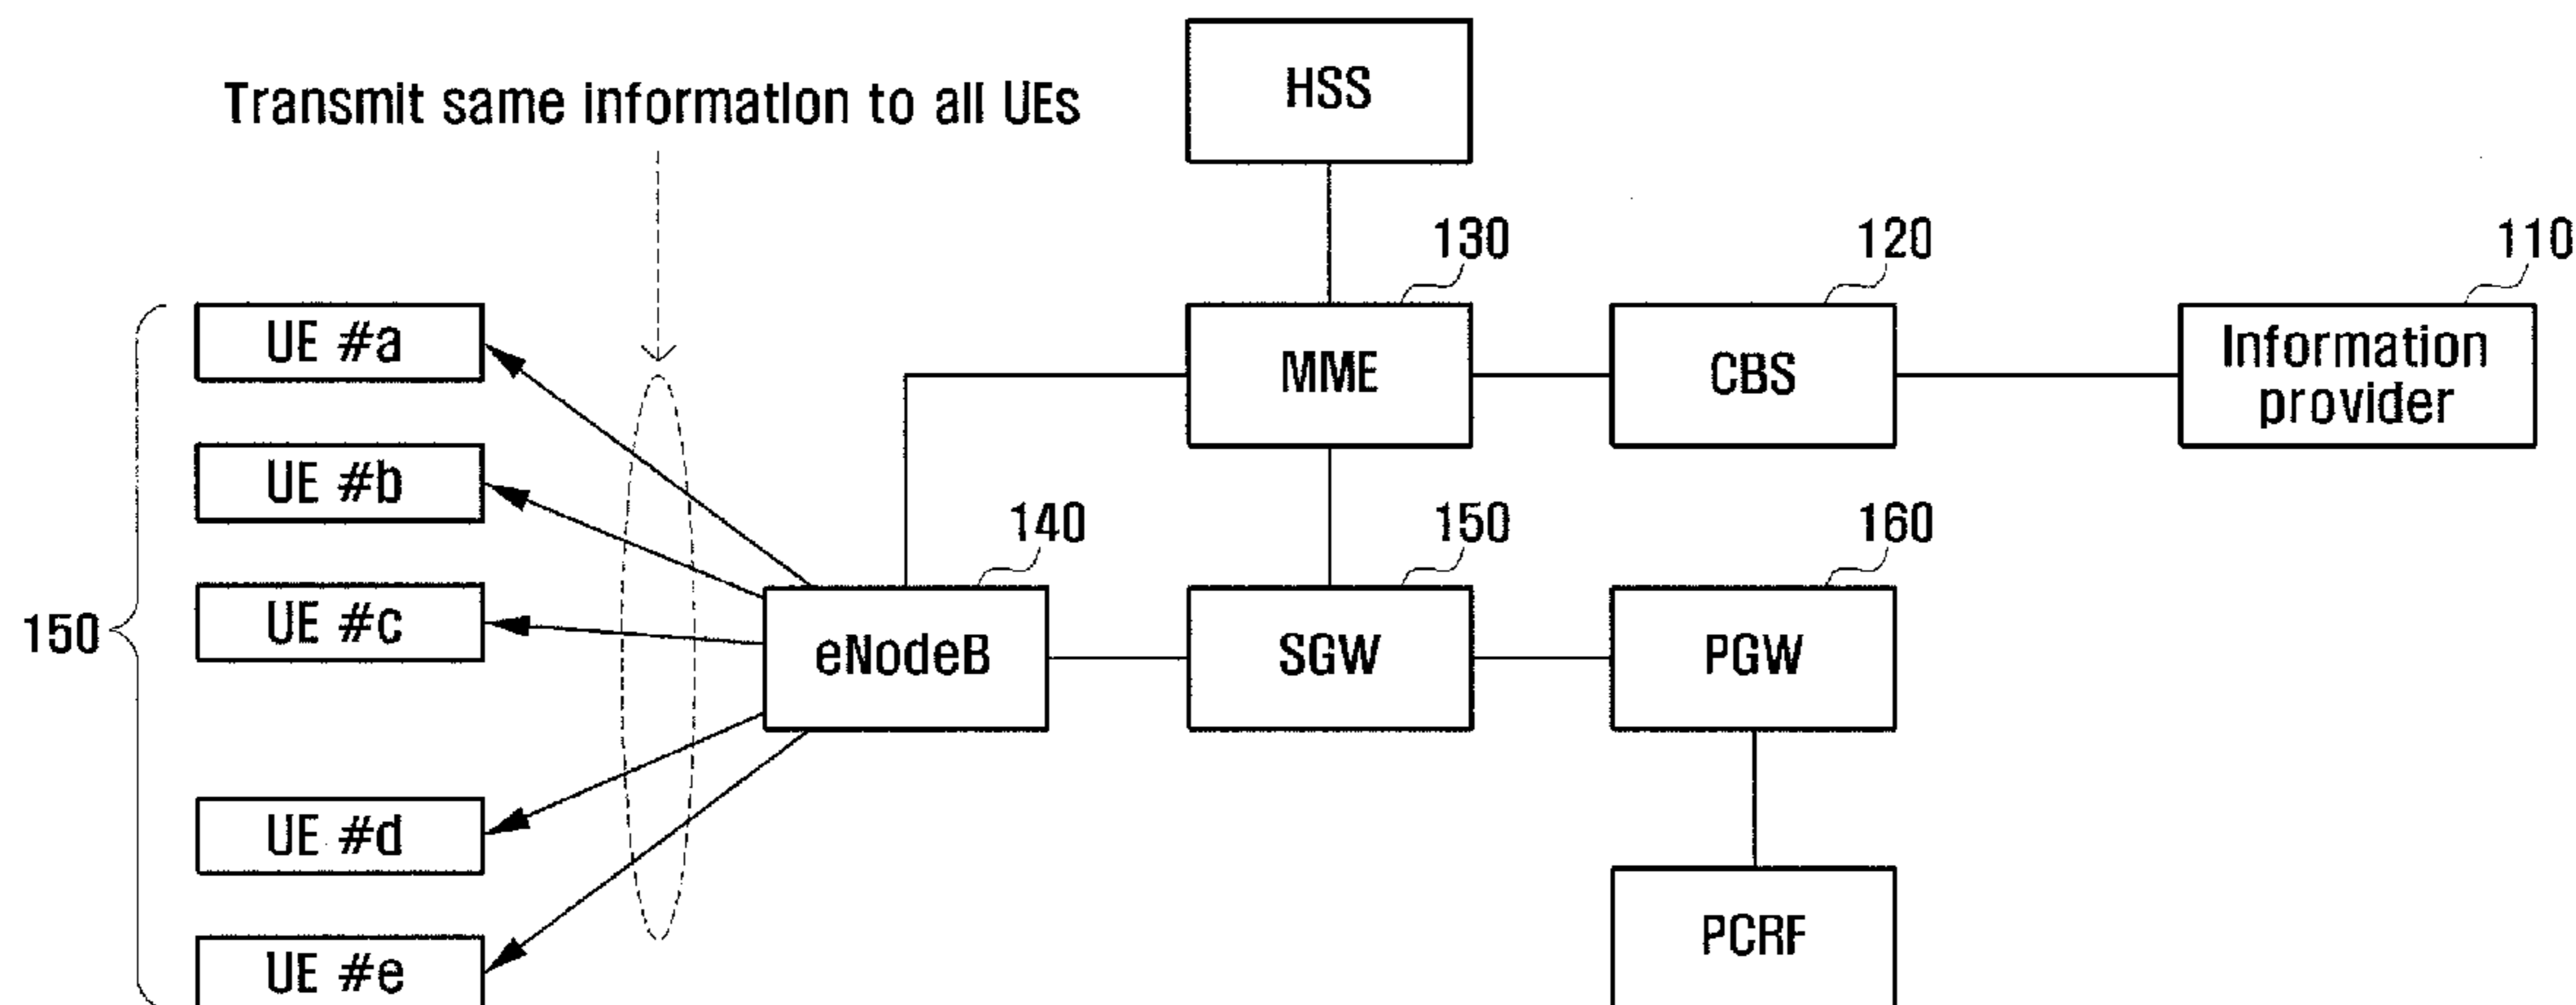 HSS
Transmit same information to all UEs
130
120
110
UE #a
MME
CBS
Information
provider
UE #b
140
150
160
UE #c
150
eNodeB
SGW
PGW
UE #d
PCRF
UE #e